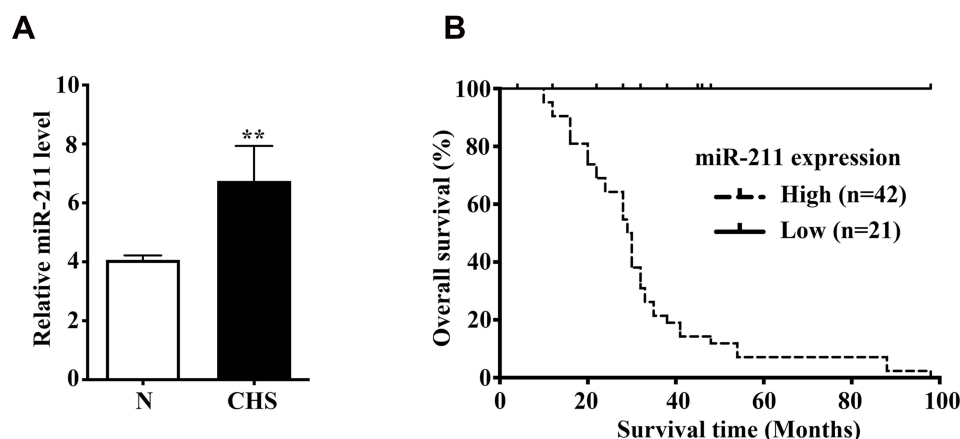 A
Relative miR-211 level
10
8
6
4
2
0
**
N
CHS
B
Overall survival (%)
100
80
60
40
20
0
miR-211 expression
High (n=42)
Low (n=21)
0
20
40
60
80
100
Survival time (Months)